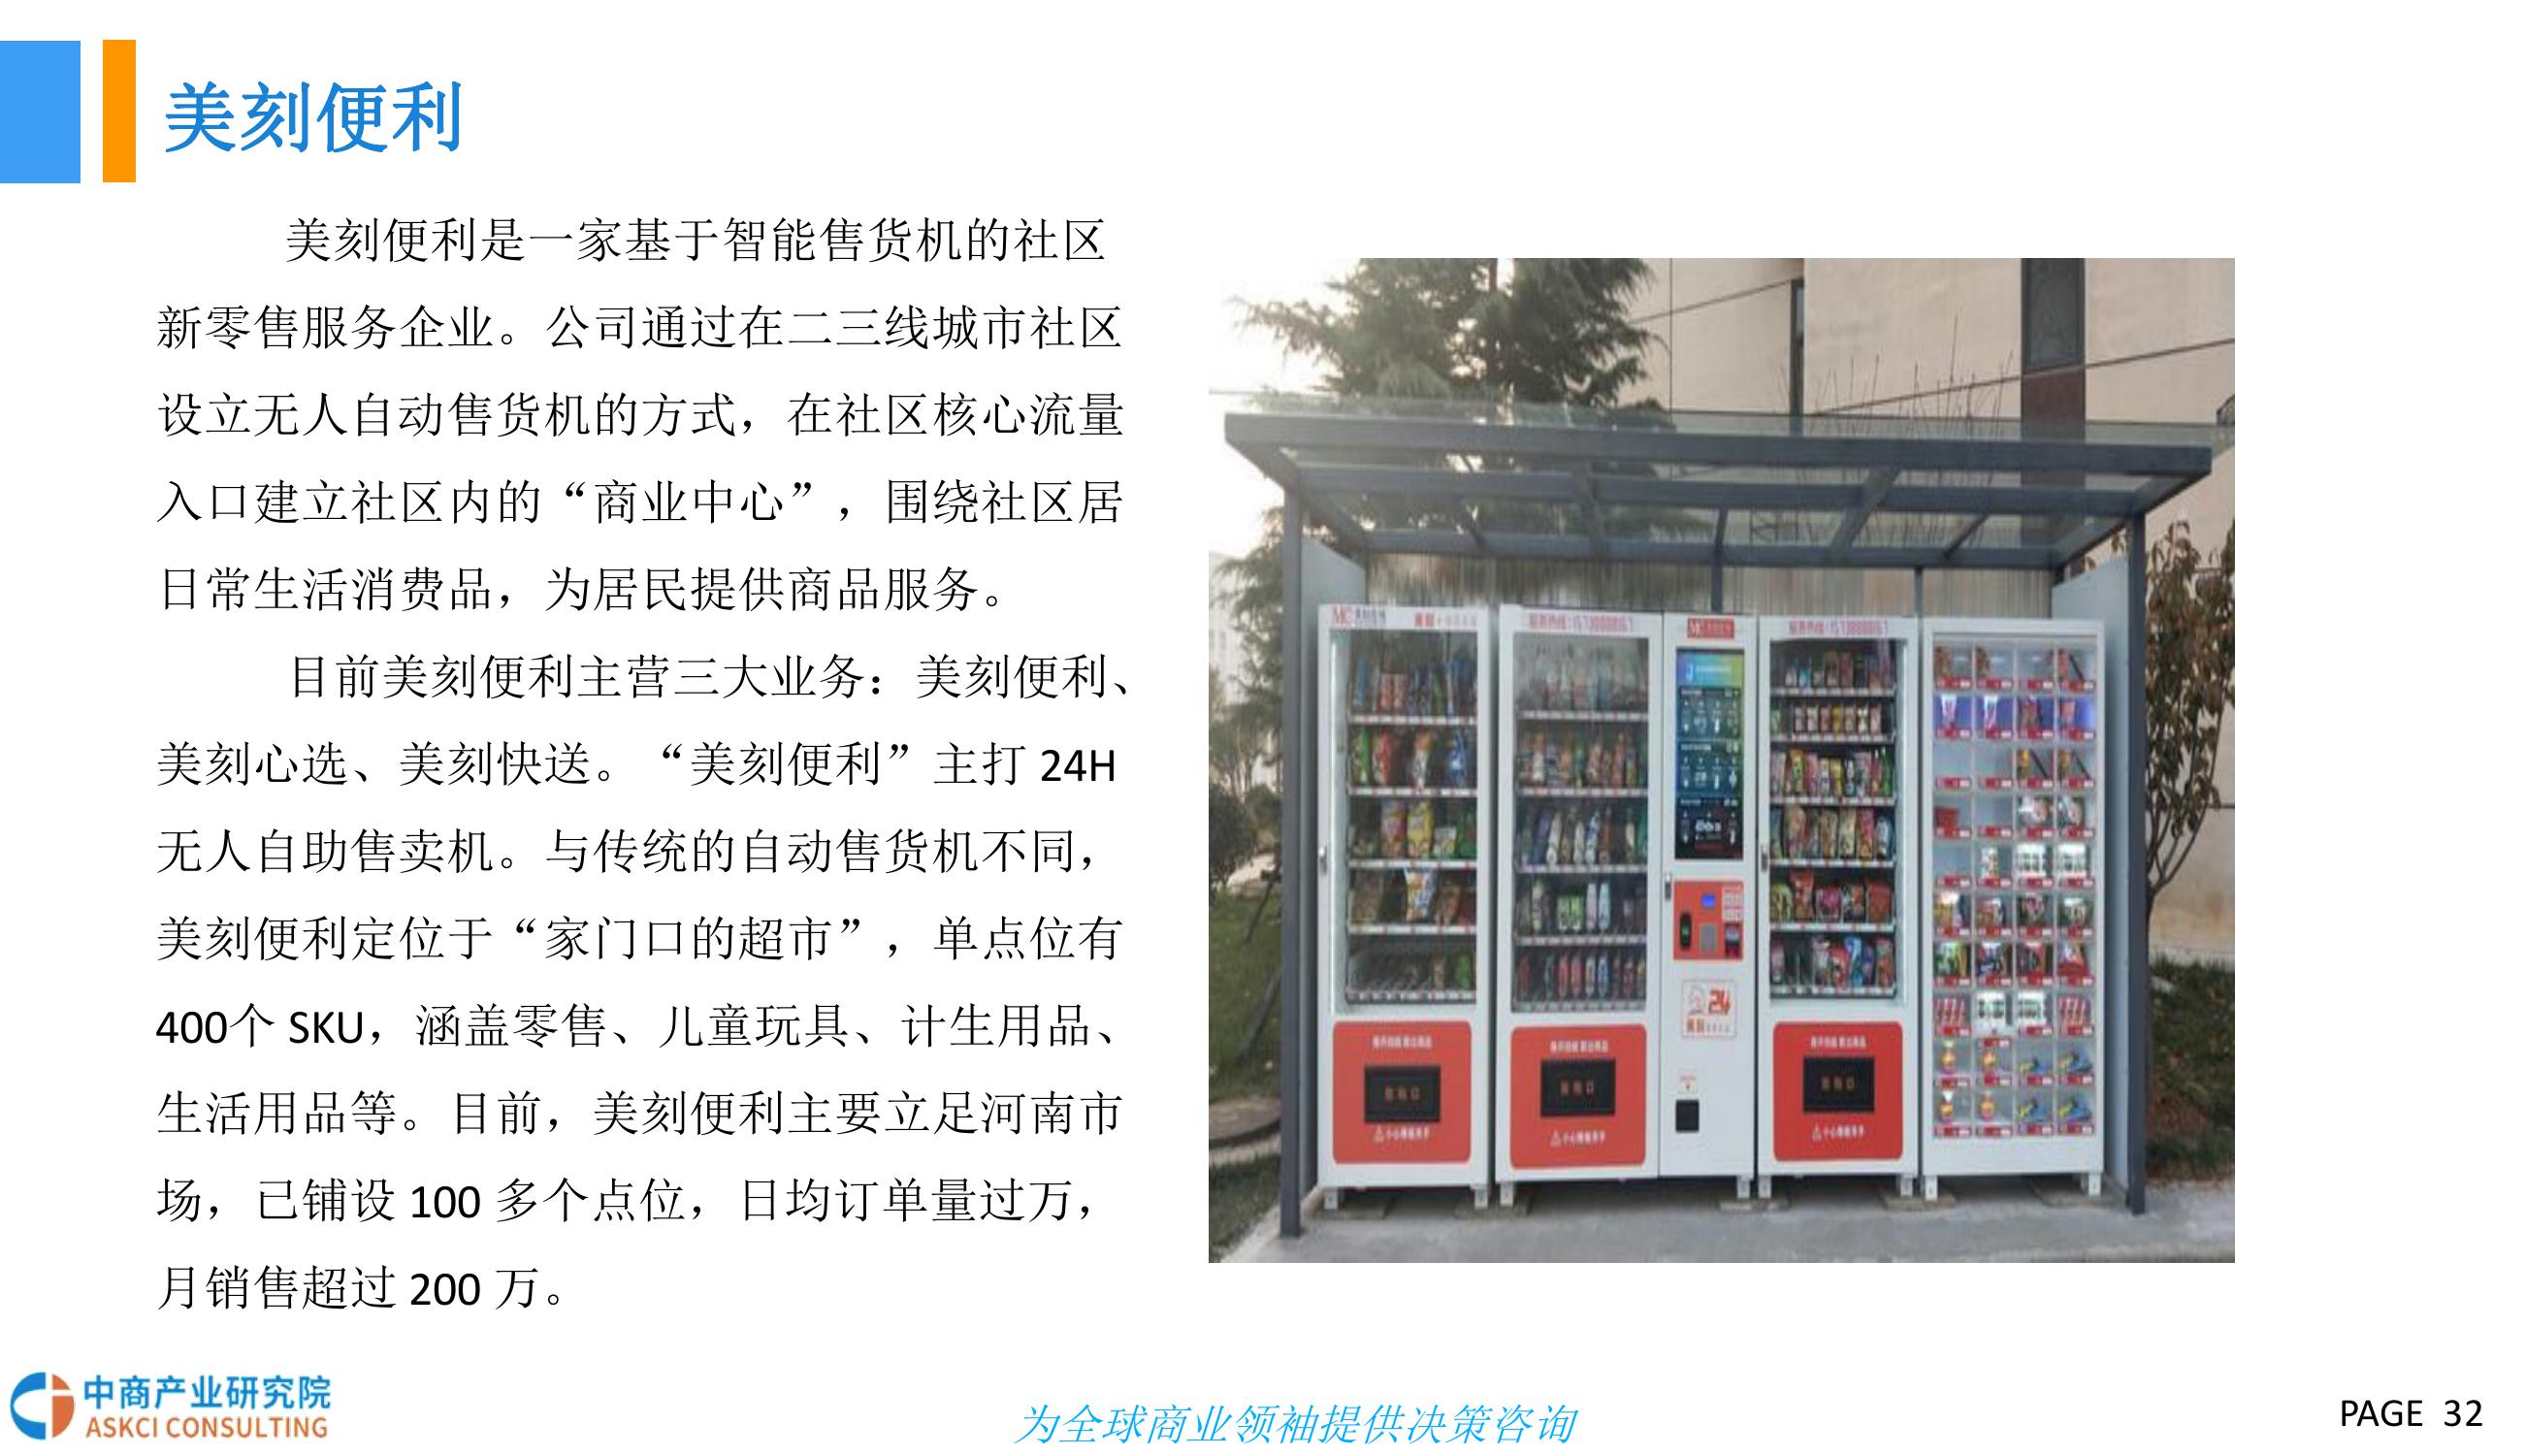 美刻便利
美刻便利是一家基于智能售货机的社区
新零售服务企业。公司通过在二三线城市社区
设立无人自动售货机的方式，在社区核心流量
入口建立社区内的“商业中心”，围绕社区居
日常生活消费品，为居民提供商品服务。
目前美刻便利主营三大业务：美刻便利、
美刻心选、美刻快送。“美刻便利”主打 24H
无人自助售卖机。与传统的自动售货机不同，
美刻便利定位于“家门口的超市”，单点位有
400个 SKU，涵盖零售、儿童玩具、计生用品、
生活用品等。目前，美刻便利主要立足河南市
场，已铺设 100 多个点位，日均订单量过万，
月销售超过 200 万。
24
中商产业研究院
ASKCI CONSULTING
为全球商业领袖提供决策咨询
PAGE 32